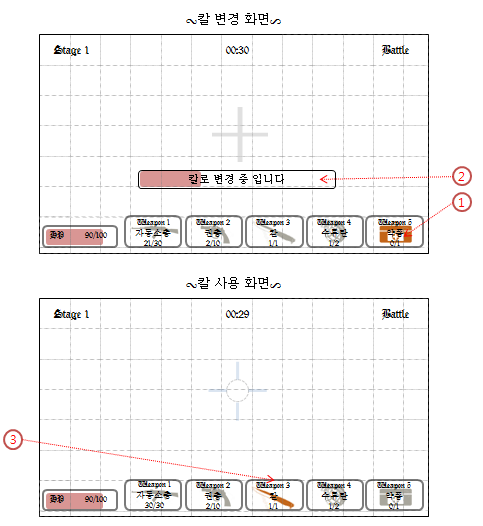 ~칼 변경 화면~
Stage 1 00:30 Battle
칼로 변경 중 입니다
2
1
HP 90/100
Weapon 1 Weapon 2 Weapon 3 Weapon 4 Weapon 5
자동소총 권총 칼 수류탄 약품
21/30 2/10 1/1 1/2 0/1
~칼 사용 화면~
Stage 1 00:29 Battle
3
HP 90/100
Weapon 1 Weapon 2 Weapon 3 Weapon 4 Weapon 5
자동소총 권총 칼 수류탄 약품
30/30 2/10 1/1 1/2 0/1